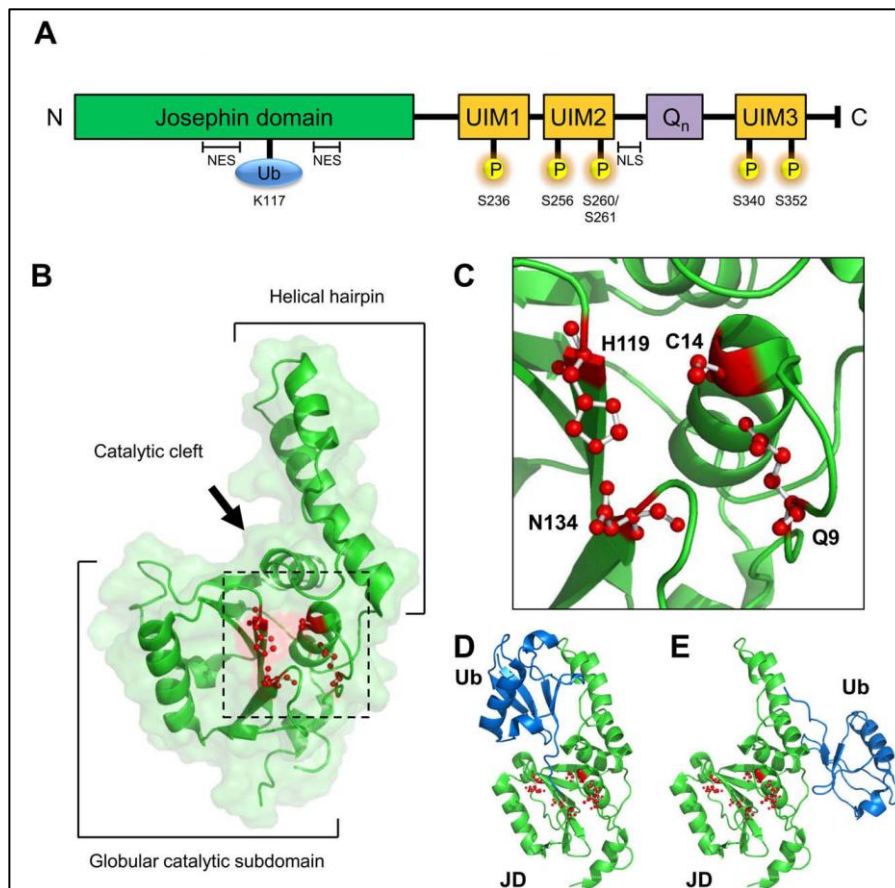 A
N
Josephin domain
UIM1
UIM2
Qn
UIM3
C
NES
NES
NLS
Ub
P
P
P
P
P
K117
S236
S256
S260/
S261
S340
S352
B
Helical hairpin
Catalytic cleft
Globular catalytic subdomain
C
H119
C14
N134
Q9
D
Ub
JD
E
Ub
JD